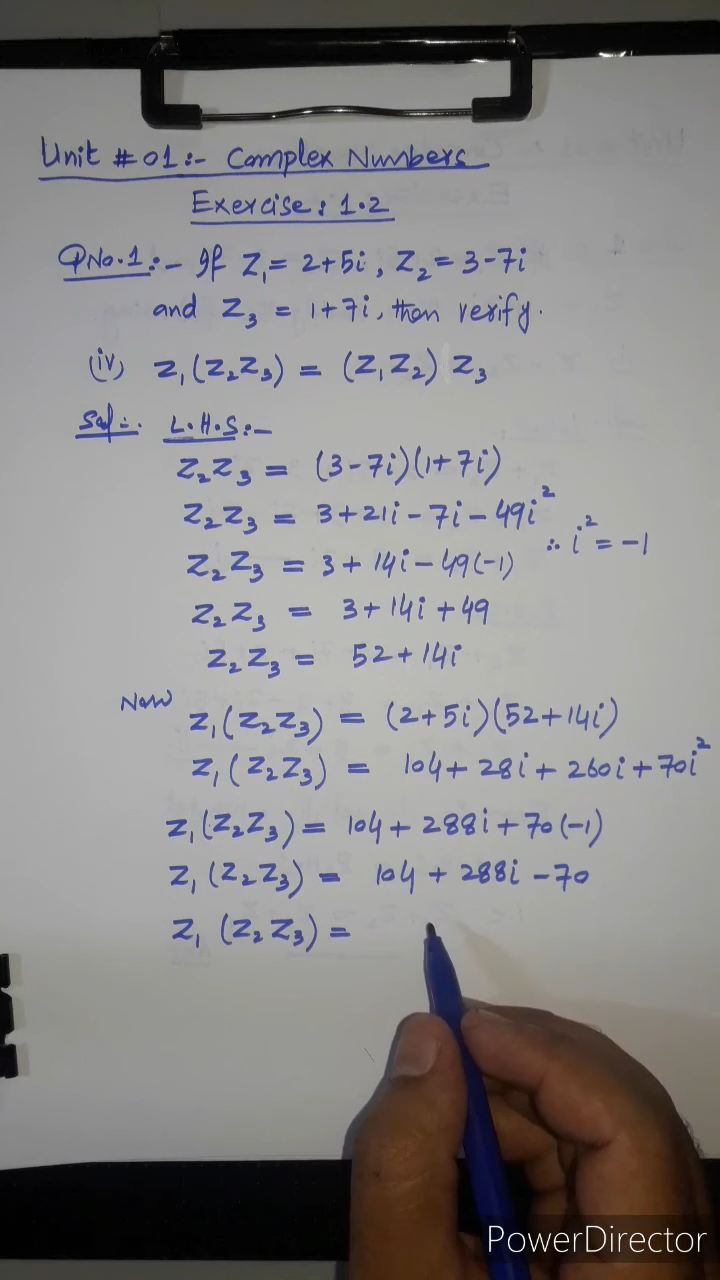 Unit # 01:- Complex Numbers
Exercise: 1.2
QNo.1:- If Z₁= 2+5i, Z₂= 3-7i
and Z₃ = 1+7i, then verify.
(iv) Z₁(Z₂Z₃) = (Z₁Z₂) Z₃
Sol:-. L.H.S:-
Z₂Z₃ = (3-7i)(1+7i)
Z₂Z₃ = 3+21i-7i-49i²
∴ i² = -1
Z₂Z₃ = 3+14i-49(-1)
Z₂Z₃ = 3+14i+49
Z₂Z₃ = 52+14i
Now Z₁(Z₂Z₃) = (2+5i)(52+14i)
Z₁(Z₂Z₃) = 104+28i+260i+70i²
Z₁(Z₂Z₃) = 104+288i+70(-1)
Z₁(Z₂Z₃) = 104+288i-70
Z₁(Z₂Z₃) =
PowerDirector